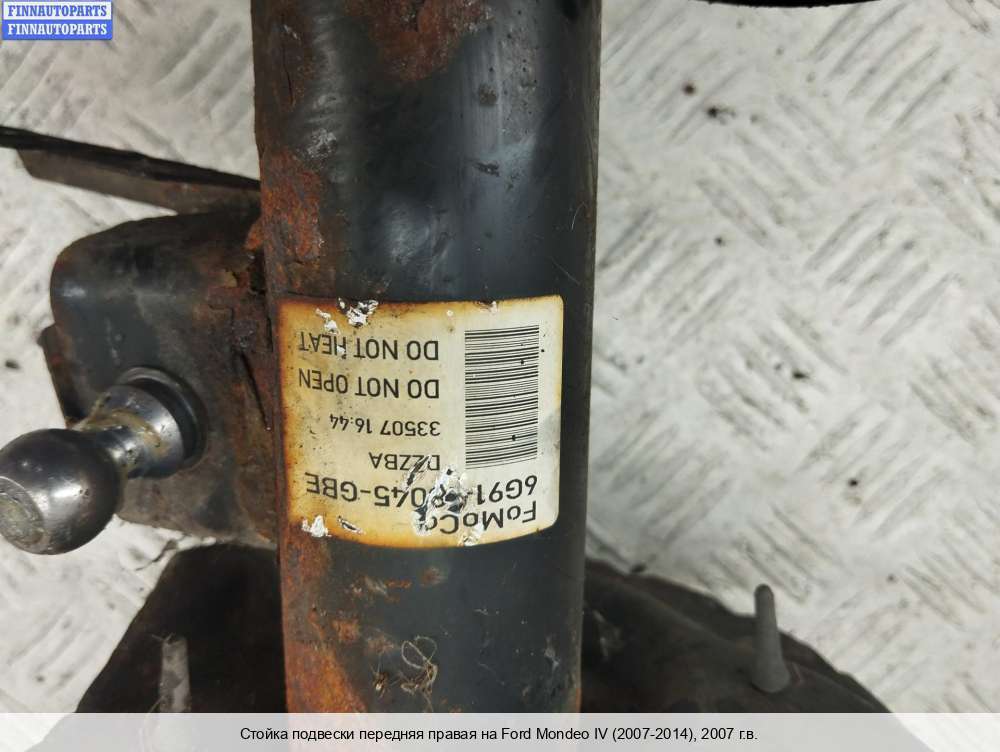 FINNAUTOPARTS
FINNAUTOPARTS
FoMoCo
DZZBA
33507 16:44
DO NOT OPEN
DO NOT HEAT
Стойка подвески передняя правая на Ford Mondeo IV (2007-2014), 2007 г.в.